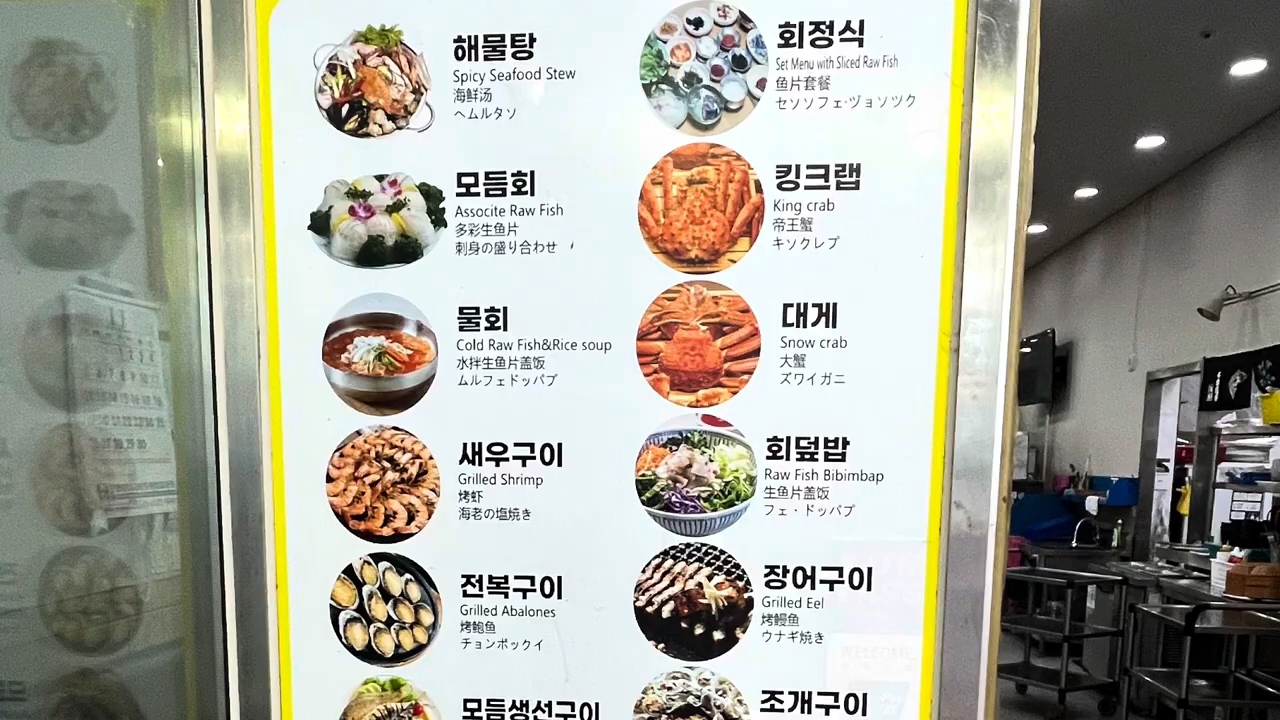 해물탕
Spicy Seafood Stew
海鲜汤
ヘムルタソ
모듬회
Associte Raw Fish
多彩生鱼片
刺身の盛り合わせ
물회
Cold Raw Fish&Rice soup
水拌生鱼片盖饭
ムルフェドッパプ
새우구이
Grilled Shrimp
烤虾
海老の塩焼き
전복구이
Grilled Abalones
烤鲍鱼
チョンボックイ
모듬생선구이
회정식
Set Menu with Sliced Raw Fish
鱼片套餐
セソソフェ·ヅョソツク
킹크랩
King crab
帝王蟹
キソクレプ
대게
Snow crab
大蟹
ズワイガニ
회덮밥
Raw Fish Bibimbap
生鱼片盖饭
フェ・ドッパプ
장어구이
Grilled Eel
烤鳗鱼
ウナギ焼き
조개구이
WELCOME